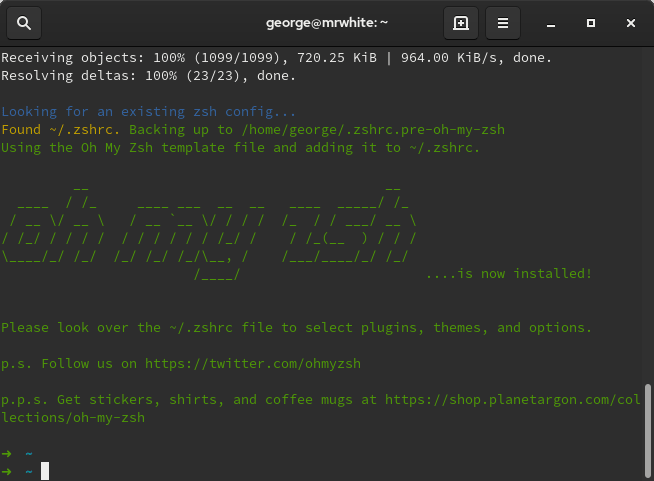 george@mrwhite: ~
Receiving objects: 100% (1099/1099), 720.25 KiB | 964.00 KiB/s, done.
Resolving deltas: 100% (23/23), done.
Looking for an existing zsh config...
Found ~/.zshrc. Backing up to /home/george/.zshrc.pre-oh-my-zsh
Using the Oh My Zsh template file and adding it to ~/.zshrc.
         __                                     __
  ____  / /_     ____ ___  __  __   ____  _____/ /_
 / __ \/ __ \   / __ `__ \/ / / /  /_  / / ___/ __ \
/ /_/ / / / /  / / / / / / /_/ /    / /_(__  ) / / /
\____/_/ /_/  /_/ /_/ /_/\__, /    /___/____/_/ /_/
                        /____/                       ....is now installed!
Please look over the ~/.zshrc file to select plugins, themes, and options.
p.s. Follow us on https://twitter.com/ohmyzsh
p.p.s. Get stickers, shirts, and coffee mugs at https://shop.planetargon.com/col
lections/oh-my-zsh
➜  ~
➜  ~